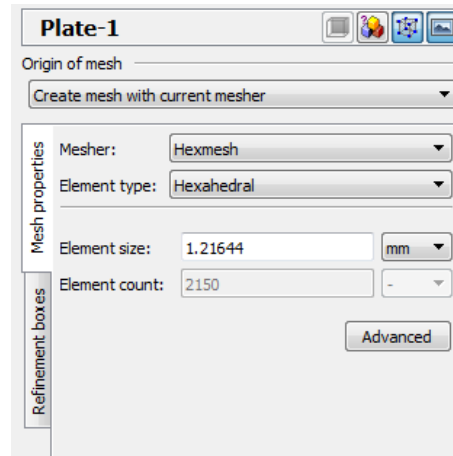 Plate-1
Origin of mesh
Create mesh with current mesher
Mesh properties
Refinement boxes
Mesher: Hexmesh
Element type: Hexahedral
Element size: 1.21644 mm
Element count: 2150 -
Advanced